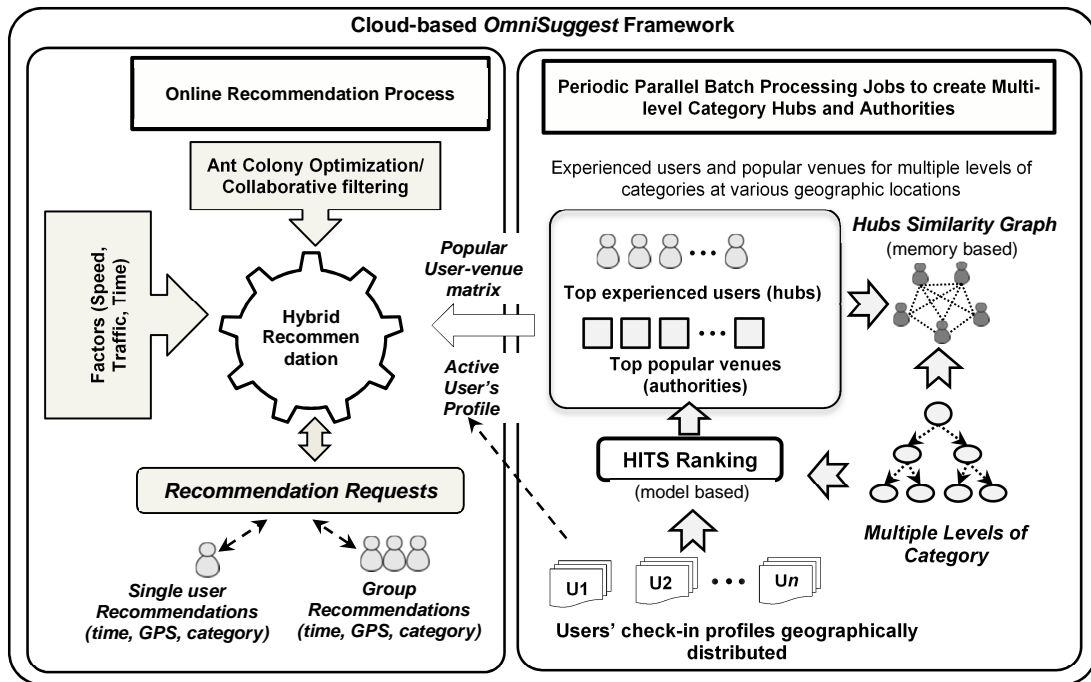 Cloud-based OmniSuggest Framework
Online Recommendation Process
Ant Colony Optimization/
Collaborative filtering
Factors (Speed,
Traffic, Time)
Hybrid
Recommen
dation
Popular
User-venue
matrix
Active
User's
Profile
Recommendation Requests
Single user
Recommendations
(time, GPS, category)
Group
Recommendations
(time, GPS, category)
Periodic Parallel Batch Processing Jobs to create Multi-
level Category Hubs and Authorities
Experienced users and popular venues for multiple levels of
categories at various geographic locations
Top experienced users (hubs)
Top popular venues
(authorities)
Hubs Similarity Graph
(memory based)
HITS Ranking
(model based)
Multiple Levels of
Category
U1
U2
Un
Users' check-in profiles geographically
distributed